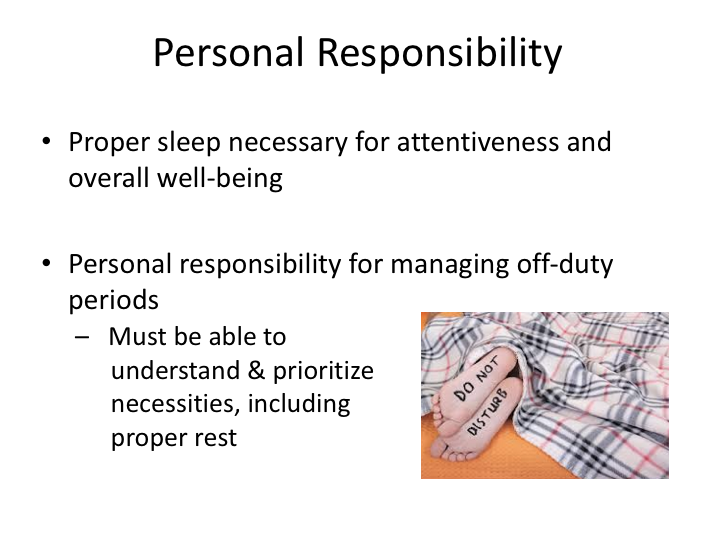 Personal Responsibility
• Proper sleep necessary for attentiveness and
overall well-being
• Personal responsibility for managing off-duty
periods
– Must be able to
understand & prioritize
necessities, including
proper rest
DO NOT
DISTURB